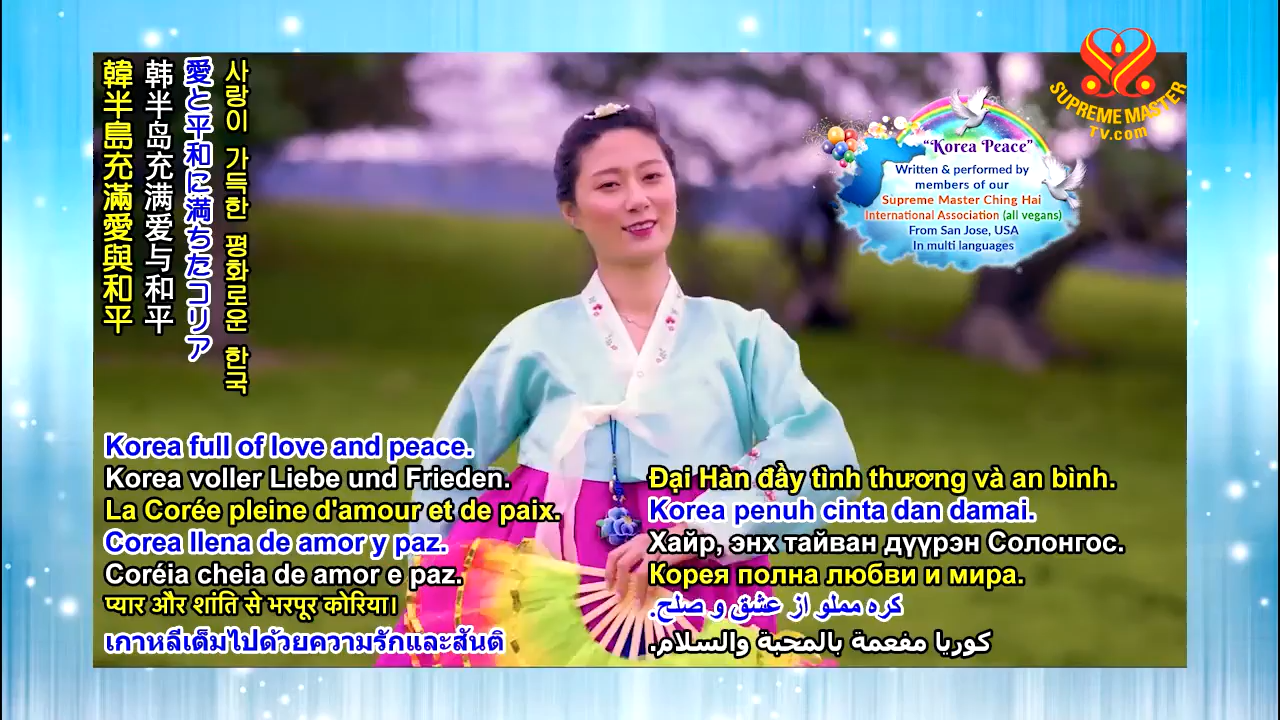 韓半島充滿愛與和平
韩半岛充满爱与和平
愛と平和に満ちたコリア
사랑이 가득한 평화로운 한국
SUPREME MASTER
TV.com
“Korea Peace”
Written & performed by
members of our
Supreme Master Ching Hai
International Association (all vegans)
From San Jose, USA
In multi languages
Korea full of love and peace.
Korea voller Liebe und Frieden.
La Corée pleine d'amour et de paix.
Corea llena de amor y paz.
Coréia cheia de amor e paz.
प्यार और शांति से भरपूर कोरिया।
เกาหลีเต็มไปด้วยความรักและสันติ
Đại Hàn đầy tình thương và an bình.
Korea penuh cinta dan damai.
Хайр, энх тайван дүүрэн Солонгос.
Корея полна любви и мира.
کره مملو از عشق و صلح.
كوريا مفعمة بالمحبة والسلام.